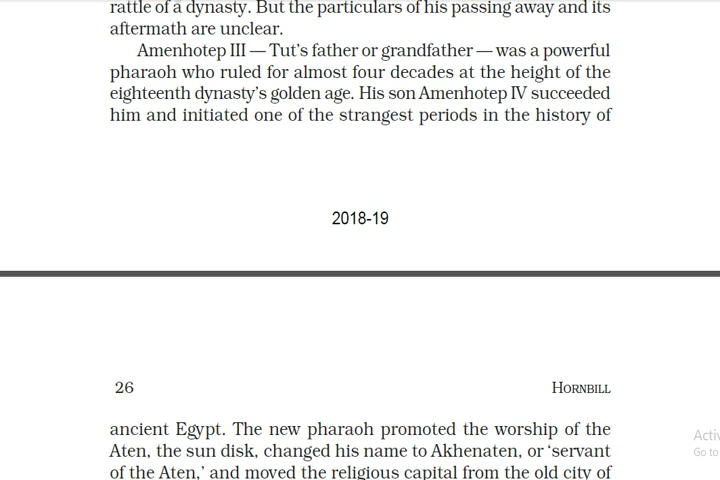 rattle of a dynasty. But the particulars of his passing away and its
aftermath are unclear.
Amenhotep III — Tut's father or grandfather — was a powerful
pharaoh who ruled for almost four decades at the height of the
eighteenth dynasty's golden age. His son Amenhotep IV succeeded
him and initiated one of the strangest periods in the history of
2018-19
26 HORNBILL
ancient Egypt. The new pharaoh promoted the worship of the
Aten, the sun disk, changed his name to Akhenaten, or 'servant
of the Aten,' and moved the religious capital from the old city of
Go to